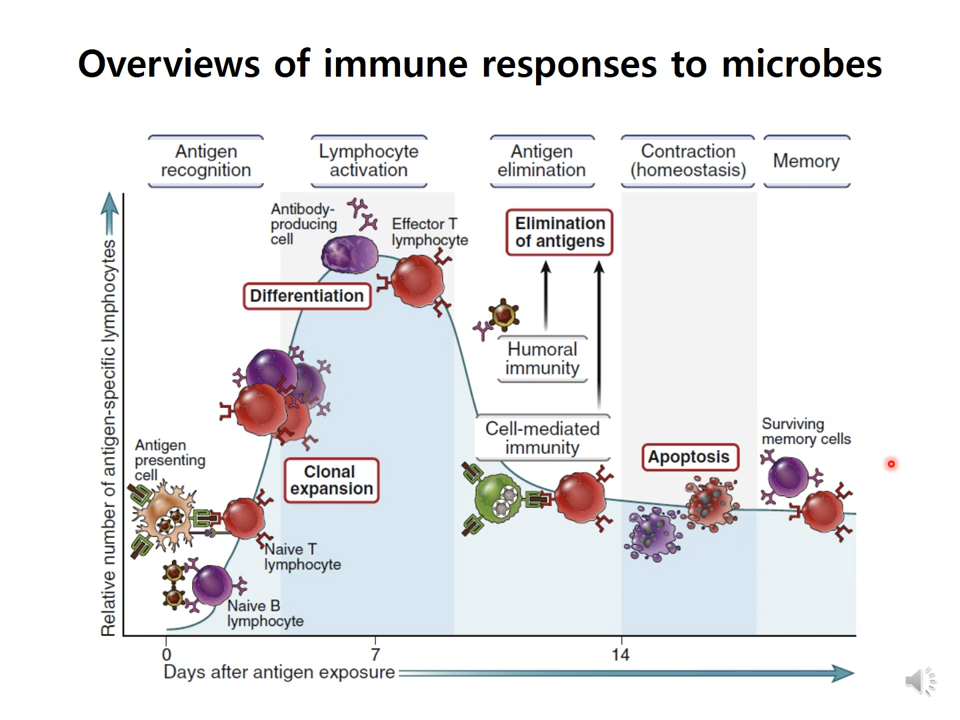 Overviews of immune responses to microbes
Antigen
recognition
Lymphocyte
activation
Antigen
elimination
Contraction
(homeostasis)
Memory
Relative number of antigen-specific lymphocytes
Antibody-
producing
cell
Effector T
lymphocyte
Elimination
of antigens
Differentiation
Humoral
immunity
Cell-mediated
immunity
Clonal
expansion
Antigen
presenting
cell
Naive T
lymphocyte
Naive B
lymphocyte
Apoptosis
Surviving
memory cells
0
7
14
Days after antigen exposure